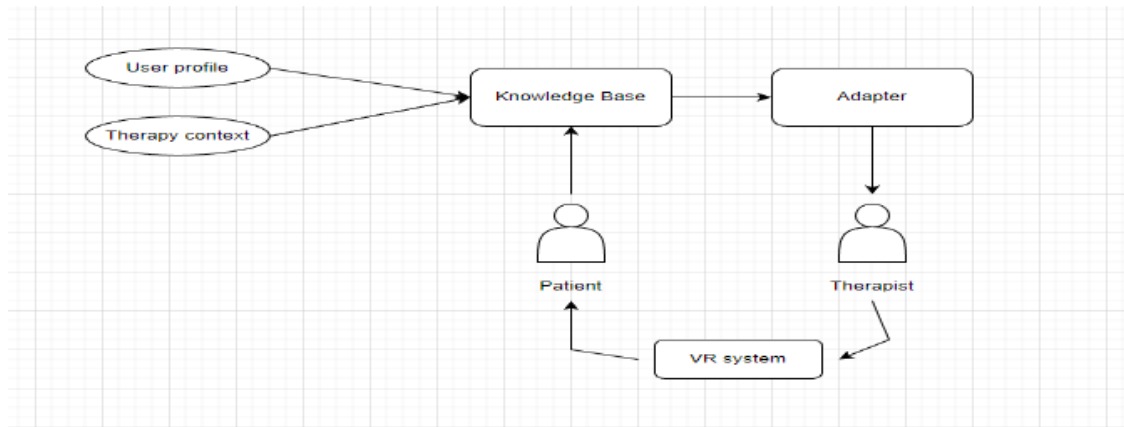 User profile
Knowledge Base
Adapter
Therapy context
Patient
Therapist
VR system